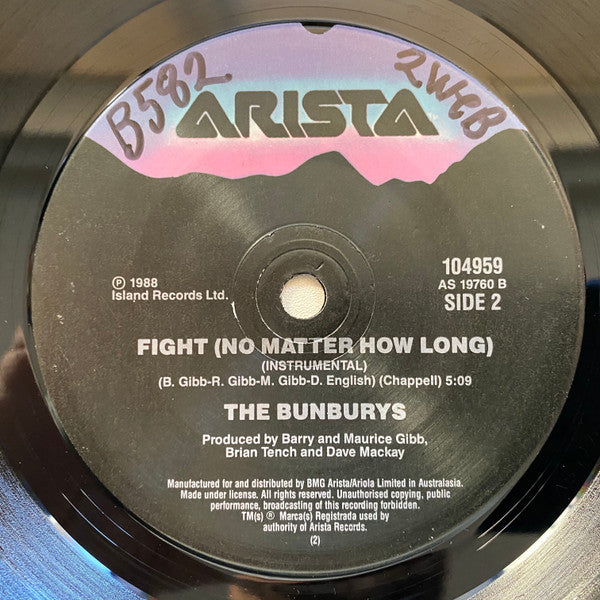 B582
2WEB
ARISTA
℗ 1988
Island Records Ltd.
104959
AS 19760 B
SIDE 2
FIGHT (NO MATTER HOW LONG)
(INSTRUMENTAL)
(B. Gibb-R. Gibb-M. Gibb-D. English) (Chappell) 5:09
THE BUNBURYS
Produced by Barry and Maurice Gibb,
Brian Tench and Dave Mackay
Manufactured for and distributed by BMG Arista/Ariola Limited in Australasia.
Made under license. All rights reserved. Unauthorised copying, public
performance, broadcasting of this recording forbidden.
TM(s) ® Marca(s) Registrada used by
authority of Arista Records.
(2)